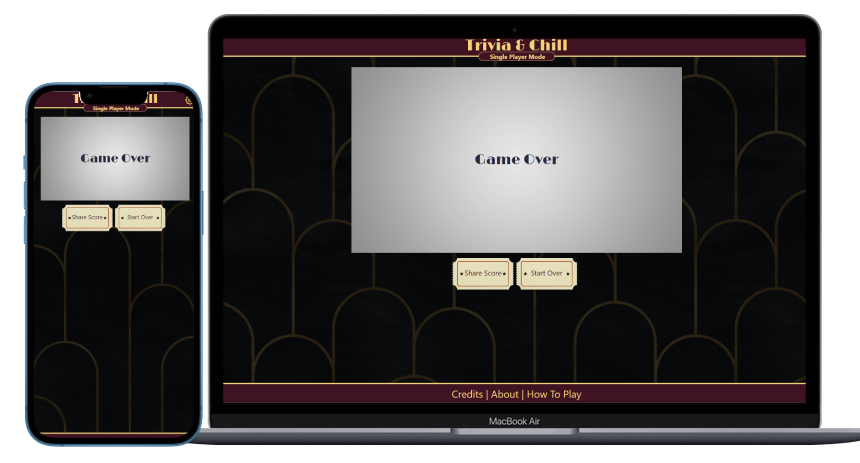 Single Player Mode
Game Over
★Share Score★
★ Start Over ★
Trivia & Chill
Single Player Mode
Game Over
★Share Score★
★ Start Over ★
Credits | About | How To Play
MacBook Air